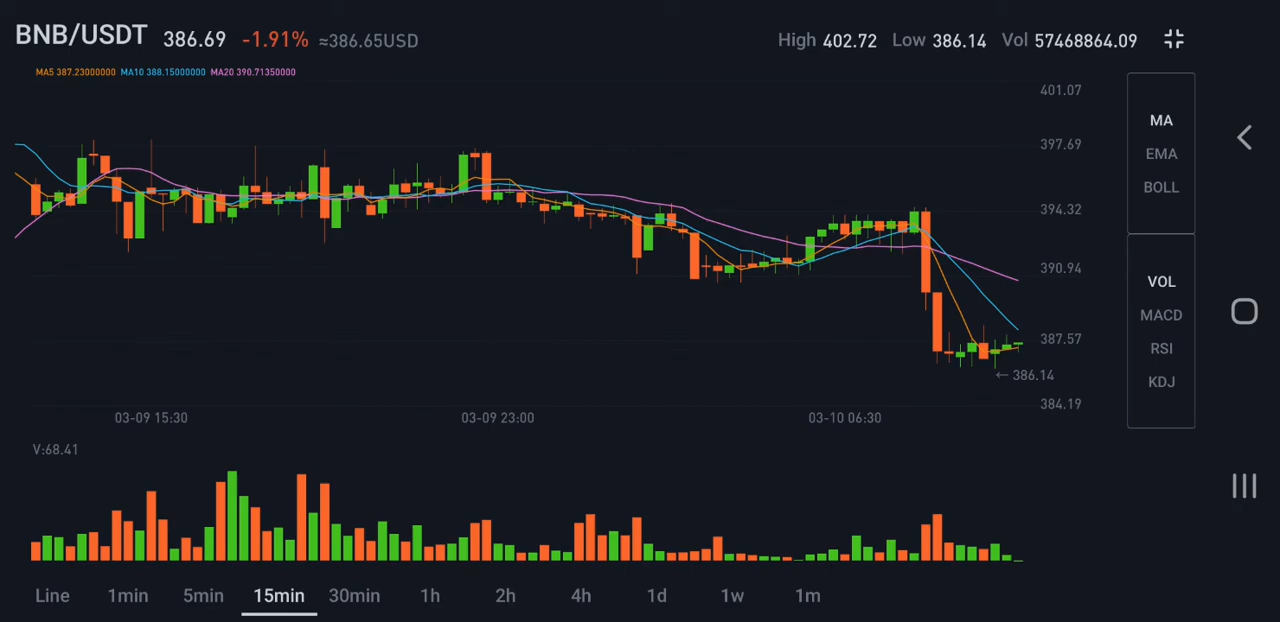 BNB/USDT 386.69 -1.91% ≈386.65USD High 402.72 Low 386.14 Vol 57468864.09
MA5 387.23000000 MA10 388.15000000 MA20 390.71350000
401.07
397.69
394.32
390.94
387.57
← 386.14
384.19
03-09 15:30 03-09 23:00 03-10 06:30
V:68.41
MA
EMA
BOLL
VOL
MACD
RSI
KDJ
Line 1min 5min 15min 30min 1h 2h 4h 1d 1w 1m